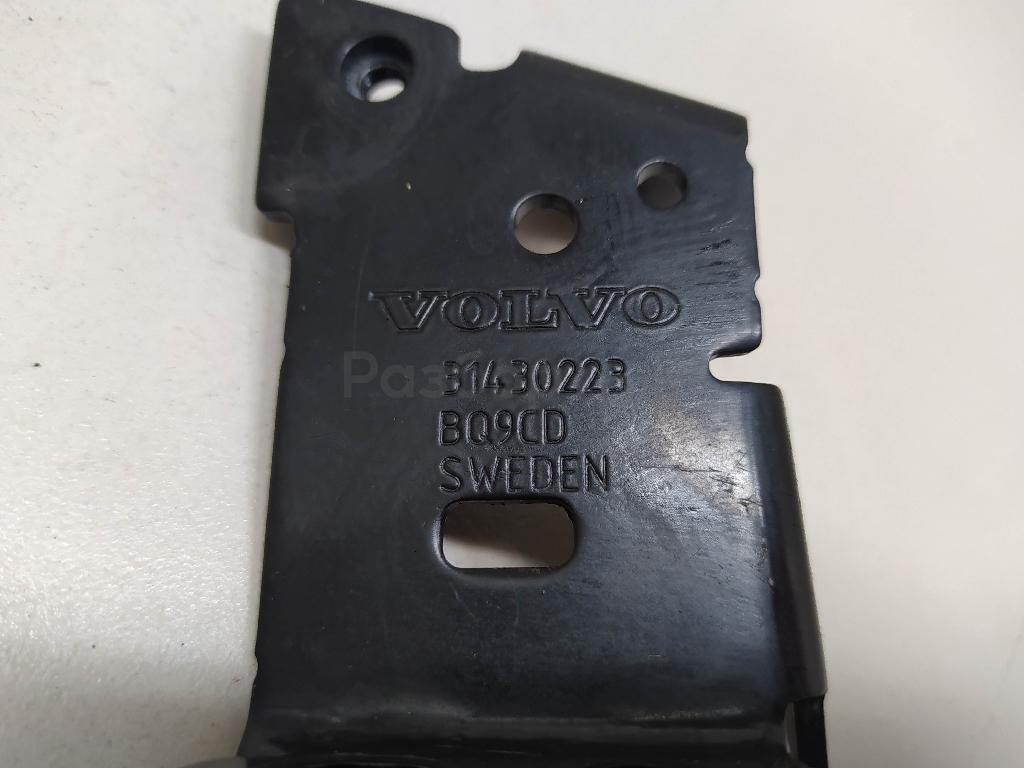 VOLVO
31430223
BQ9CD
SWEDEN